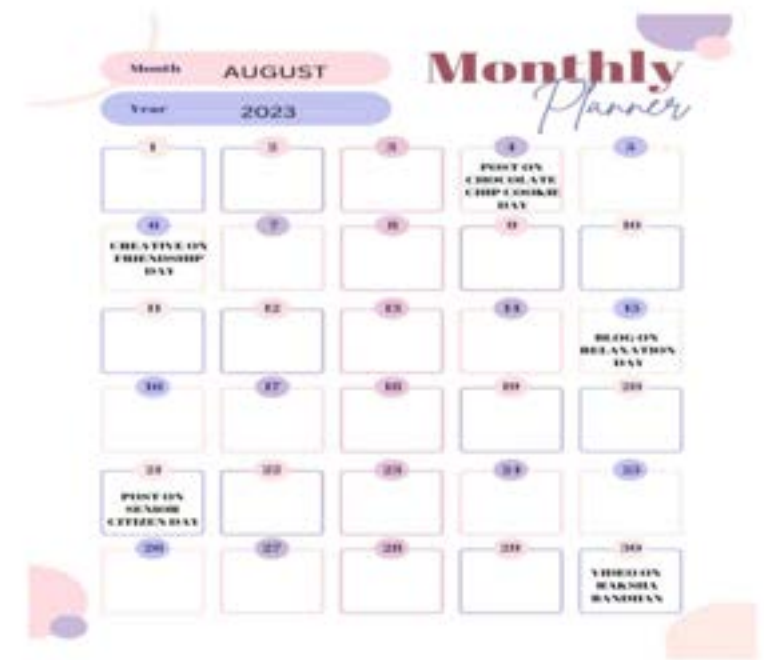 Month AUGUST
Monthly
Planner
Year 2023
1 2 3 4 5
POST ON
CHOCOLATE
CHIP COOKIE
DAY
6 7 8 9 10
CREATIVE ON
FRIENDSHIP
DAY
11 12 13 14 15
BLOG ON
RELAXATION
DAY
16 17 18 19 20
21 22 23 24 25
POST ON
SENIOR
CITIZEN DAY
26 27 28 29 30
VIDEO ON
RAKSHA
BANDHAN